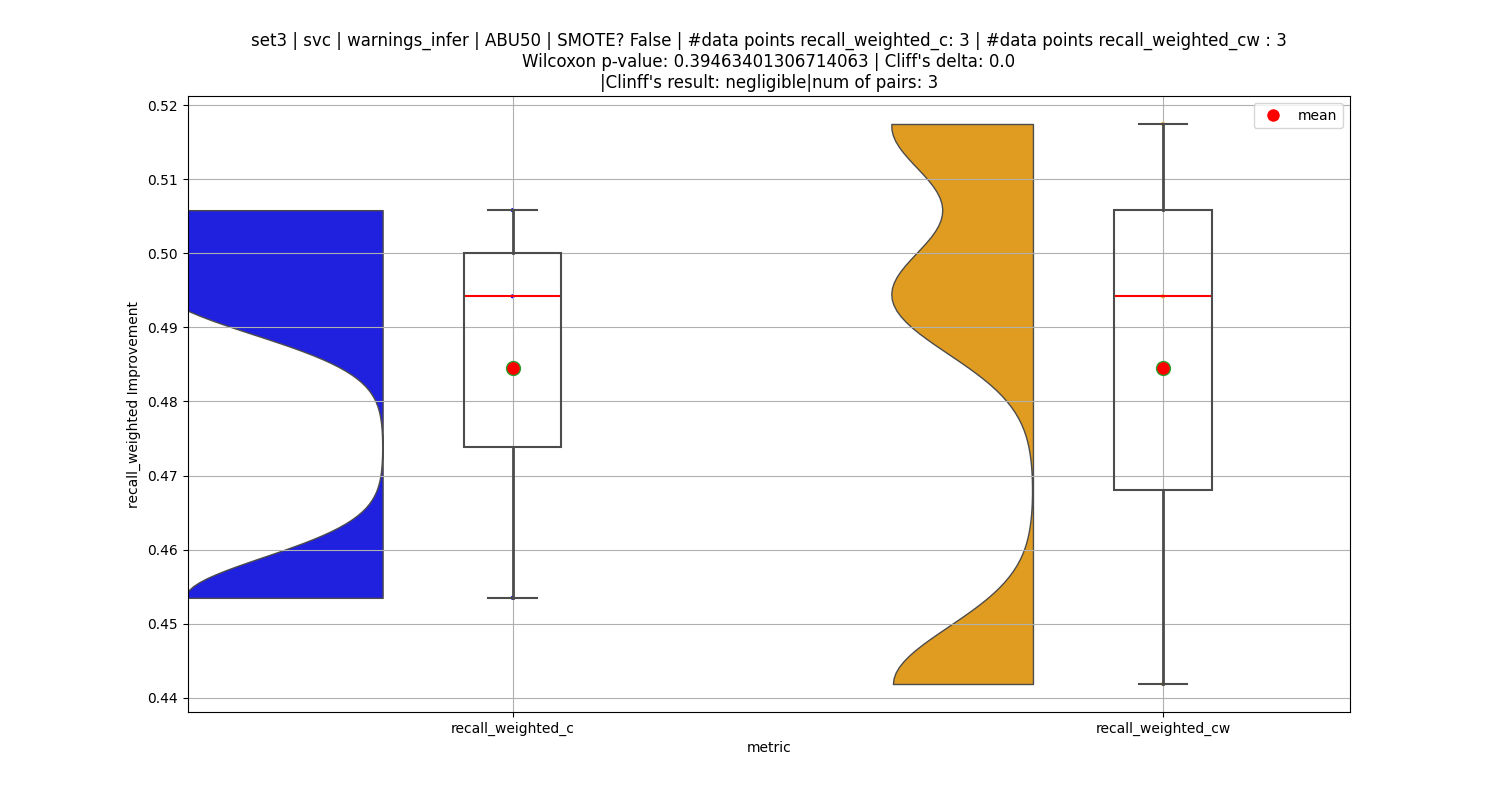 set3 | svc | warnings_infer | ABU50 | SMOTE? False | #data points recall_weighted_c: 3 | #data points recall_weighted_cw : 3
Wilcoxon p-value: 0.39463401306714063 | Cliff's delta: 0.0
|Clinff's result: negligible|num of pairs: 3
mean
0.52
0.51
0.50
0.49
0.48
0.47
0.46
0.45
0.44
recall_weighted Improvement
recall_weighted_c
recall_weighted_cw
metric